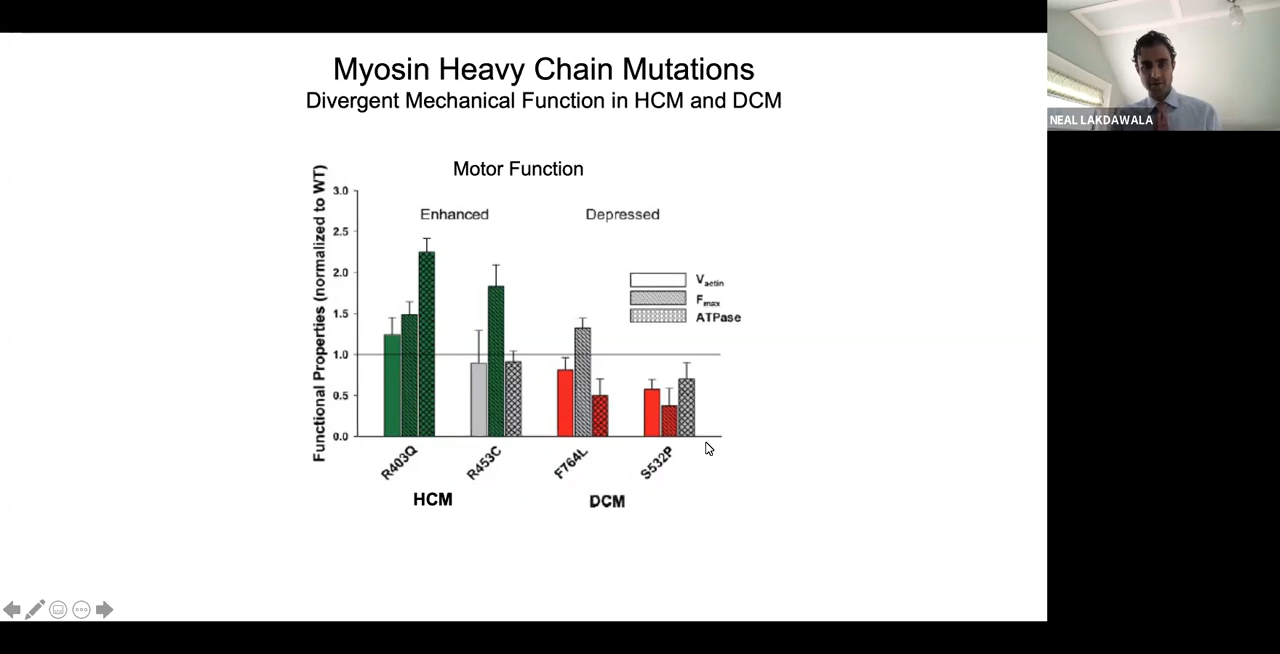 Myosin Heavy Chain Mutations
Divergent Mechanical Function in HCM and DCM
NEAL LAKDAWALA
Motor Function
Functional Properties (normalized to WT)
3.0
2.5
2.0
1.5
1.0
0.5
0.0
Enhanced
Depressed
Vactin
Fmax
ATPase
R403Q
R453C
F764L
S532P
HCM
DCM